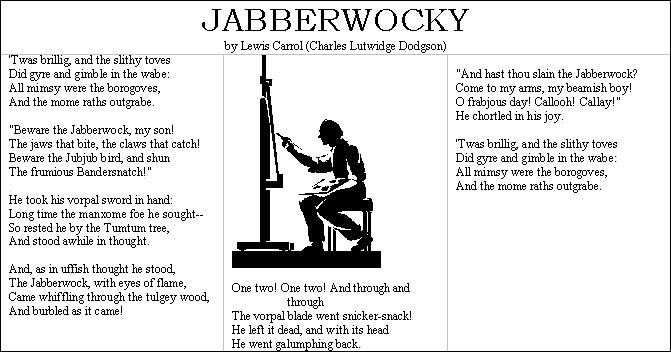 JABBERWOCKY
by Lewis Carrol (Charles Lutwidge Dodgson)
'Twas brillig, and the slithy toves
Did gyre and gimble in the wabe:
All mimsy were the borogoves,
And the mome raths outgrabe.
"Beware the Jabberwock, my son!
The jaws that bite, the claws that catch!
Beware the Jubjub bird, and shun
The frumious Bandersnatch!"
He took his vorpal sword in hand:
Long time the manxome foe he sought--
So rested he by the Tumtum tree,
And stood awhile in thought.
And, as in uffish thought he stood,
The Jabberwock, with eyes of flame,
Came whiffling through the tulgey wood,
And burbled as it came!
One two! One two! And through and
through
The vorpal blade went snicker-snack!
He left it dead, and with its head
He went galumphing back.
"And hast thou slain the Jabberwock?
Come to my arms, my beamish boy!
O frabjous day! Callooh! Callay!"
He chortled in his joy.
'Twas brillig, and the slithy toves
Did gyre and gimble in the wabe:
All mimsy were the borogoves,
And the mome raths outgrabe.